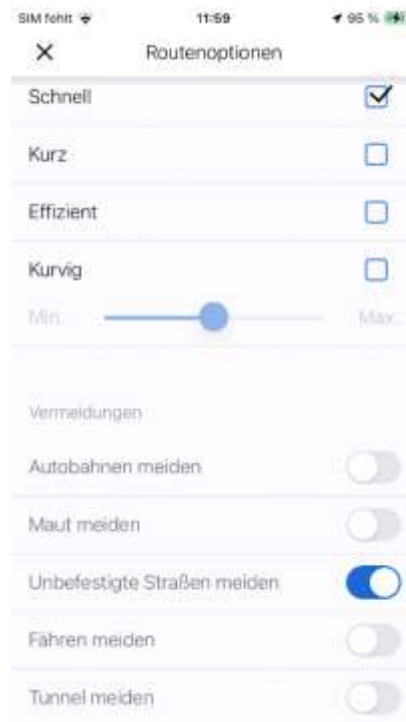 SIM fehlt 11:59 95 %
Routenoptionen
Schnell
Kurz
Effizient
Kurvig
Min. Max.
Vermeidungen
Autobahnen meiden
Maut meiden
Unbefestigte Straßen meiden
Fähren meiden
Tunnel meiden